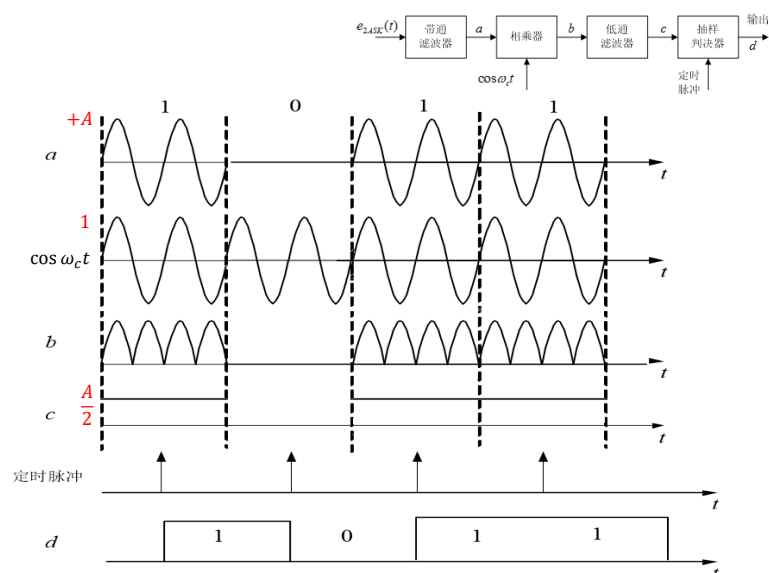 e2ASK(t)
带通滤波器
a
相乘器
b
低通滤波器
c
抽样判决器
输出
d
cosωct
定时脉冲
1 0 1 1
+A
a
t
1
cos ωct
t
b
t
A/2
c
t
定时脉冲
t
d
1 0 1 1
t